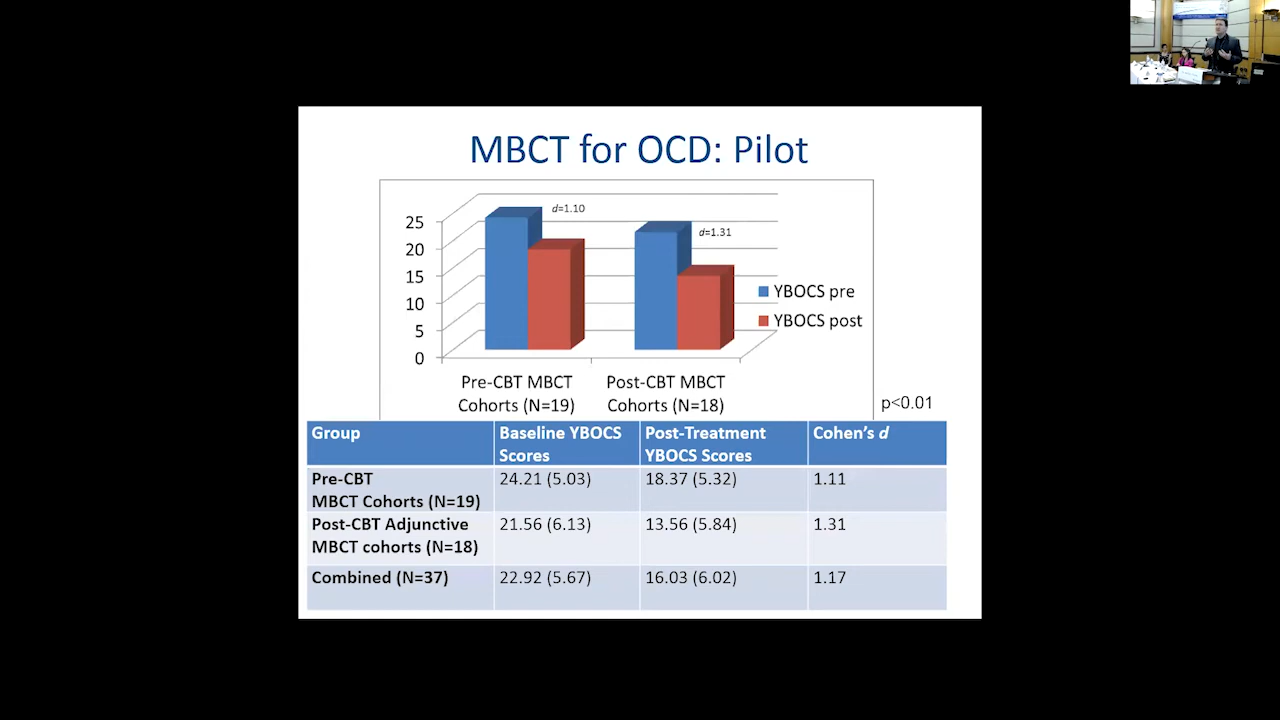 MBCT for OCD: Pilot
d=1.10
d=1.31
25
20
15
10
5
0
YBOCS pre
YBOCS post
Pre-CBT MBCT
Cohorts (N=19)
Post-CBT MBCT
Cohorts (N=18)
p<0.01
Group
Baseline YBOCS
Scores
Post-Treatment
YBOCS Scores
Cohen's d
Pre-CBT
MBCT Cohorts (N=19)
24.21 (5.03)
18.37 (5.32)
1.11
Post-CBT Adjunctive
MBCT cohorts (N=18)
21.56 (6.13)
13.56 (5.84)
1.31
Combined (N=37)
22.92 (5.67)
16.03 (6.02)
1.17